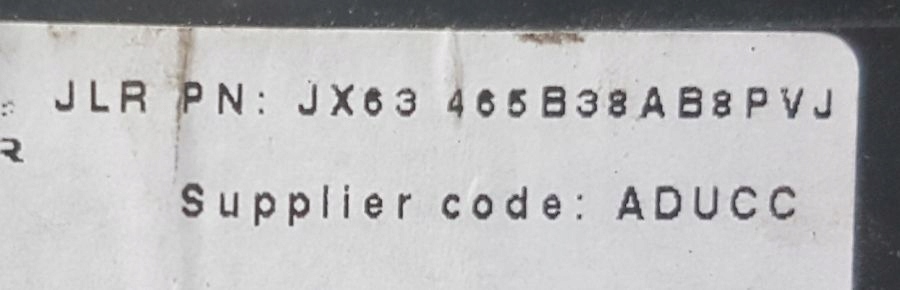 JLR PN: JX63 465B38AB8PVJ
R
Supplier code: ADUCC